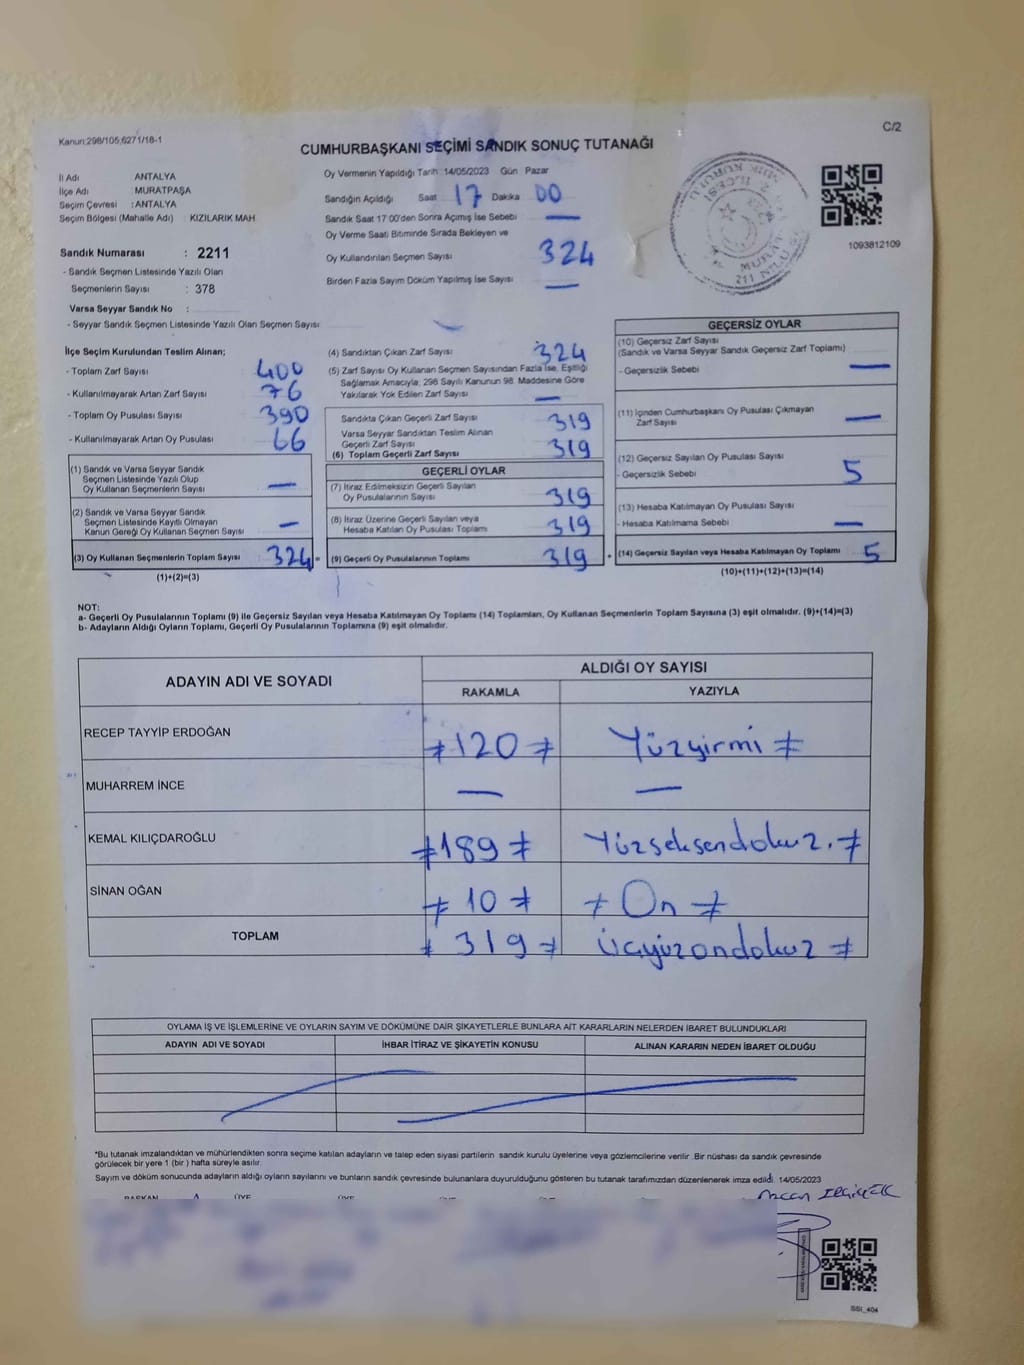 Kanun:298/105,6271/18-1
C/2
CUMHURBAŞKANI SEÇİMİ SANDIK SONUÇ TUTANAĞI
İl Adı ANTALYA
İlçe Adı : MURATPAŞA
Seçim Çevresi : ANTALYA
Seçim Bölgesi (Mahalle Adı) : KIZILARIK MAH
Sandık Numarası : 2211
- Sandık Seçmen Listesinde Yazılı Olan
Seçmenlerin Sayısı : 378
Varsa Seyyar Sandık No :
- Seyyar Sandık Seçmen Listesinde Yazılı Olan Seçmen Sayısı
Oy Vermenin Yapıldığı Tarih 14/05/2023 Gün Pazar
Sandığın Açıldığı Saat 17 Dakika 00
Sandık Saat 17 00'den Sonra Açımış İse Sebebi —
Oy Verme Saati Bitiminde Sırada Bekleyen ve
Oy Kullandırılan Seçmen Sayısı 324
Birden Fazla Sayım Döküm Yapılmış İse Sayısı —
1093812109
İlçe Seçim Kurulundan Teslim Alınan;
- Toplam Zarf Sayısı 400
- Kullanılmayarak Artan Zarf Sayısı 76
- Toplam Oy Pusulası Sayısı 390
- Kullanılmayarak Artan Oy Pusulası 66
(1) Sandık ve Varsa Seyyar Sandık
Seçmen Listesinde Yazılı Olup
Oy Kullanan Seçmenlerin Sayısı —
(2) Sandık ve Varsa Seyyar Sandık
Seçmen Listesinde Kayıtlı Olmayan
Kanun Gereği Oy Kullanan Seçmen Sayısı —
(3) Oy Kullanan Seçmenlerin Toplam Sayısı 324 =
(1)+(2)=(3)
(4) Sandıktan Çıkan Zarf Sayısı 324
(5) Zarf Sayısı Oy Kullanan Seçmen Sayısından Fazla İse, Eşitliği
Sağlamak Amacıyla, 298 Sayılı Kanunun 98. Maddesine Göre
Yakılarak Yok Edilen Zarf Sayısı —
Sandıkta Çıkan Geçerli Zarf Sayısı 319
Varsa Seyyar Sandıktan Teslim Alınan
Geçerli Zarf Sayısı
(6) Toplam Geçerli Zarf Sayısı 319
GEÇERLİ OYLAR
(7) İtiraz Edilmeksizin Geçerli Sayılan
Oy Pusulalarının Sayısı 319
(8) İtiraz Üzerine Geçerli Sayılan veya
Hesaba Katılan Oy Pusulası Toplamı 319
(9) Geçerli Oy Pusulalarının Toplamı 319 +
GEÇERSİZ OYLAR
(10) Geçersiz Zarf Sayısı
(Sandık ve Varsa Seyyar Sandık Geçersiz Zarf Toplamı)
- Geçersizlik Sebebi —
(11) İçinden Cumhurbaşkanı Oy Pusulası Çıkmayan
Zarf Sayısı —
(12) Geçersiz Sayılan Oy Pusulası Sayısı
- Geçersizlik Sebebi 5
(13) Hesaba Katılmayan Oy Pusulası Sayısı
- Hesaba Katılmama Sebebi —
(14) Geçersiz Sayılan veya Hesaba Katılmayan Oy Toplamı 5
(10)+(11)+(12)+(13)=(14)
NOT:
a- Geçerli Oy Pusulalarının Toplamı (9) ile Geçersiz Sayılan veya Hesaba Katılmayan Oy Toplamı (14) Toplamları, Oy Kullanan Seçmenlerin Toplam Sayısına (3) eşit olmalıdır. (9)+(14)=(3)
b- Adayların Aldığı Oyların Toplamı, Geçerli Oy Pusulalarının Toplamına (9) eşit olmalıdır.
ADAYIN ADI VE SOYADI ALDIĞI OY SAYISI
RAKAMLA YAZIYLA
RECEP TAYYİP ERDOĞAN ≠120≠ Yüzyirmi ≠
MUHARREM İNCE — —
KEMAL KILIÇDAROĞLU ≠189≠ Yüzseksendokuz.≠
SİNAN OĞAN ≠10≠ ≠ On ≠
TOPLAM ≠319≠ Üçyüzondokuz ≠
OYLAMA İŞ VE İŞLEMLERİNE VE OYLARIN SAYIM VE DÖKÜMÜNE DAİR ŞİKAYETLERLE BUNLARA AİT KARARLARIN NELERDEN İBARET BULUNDUKLARI
ADAYIN ADI VE SOYADI İHBAR İTİRAZ VE ŞİKAYETİN KONUSU ALINAN KARARIN NEDEN İBARET OLDUĞU
*Bu tutanak imzalandıktan ve mühürlendikten sonra seçime katılan adayların ve talep eden siyasi partilerin sandık kurulu üyelerine veya gözlemcilerine verilir .Bir nüshası da sandık çevresinde
görülecek bir yere 1 (bir ) hafta süreyle asılır.
Sayım ve döküm sonucunda adayların aldığı oyların sayılarını ve bunların sandık çevresinde bulunanlara duyurulduğunu gösteren bu tutanak tarafımızdan düzenlenerek imza edildi. 14/05/2023
BAŞKAN ÜYE ÜYE
SSI_404